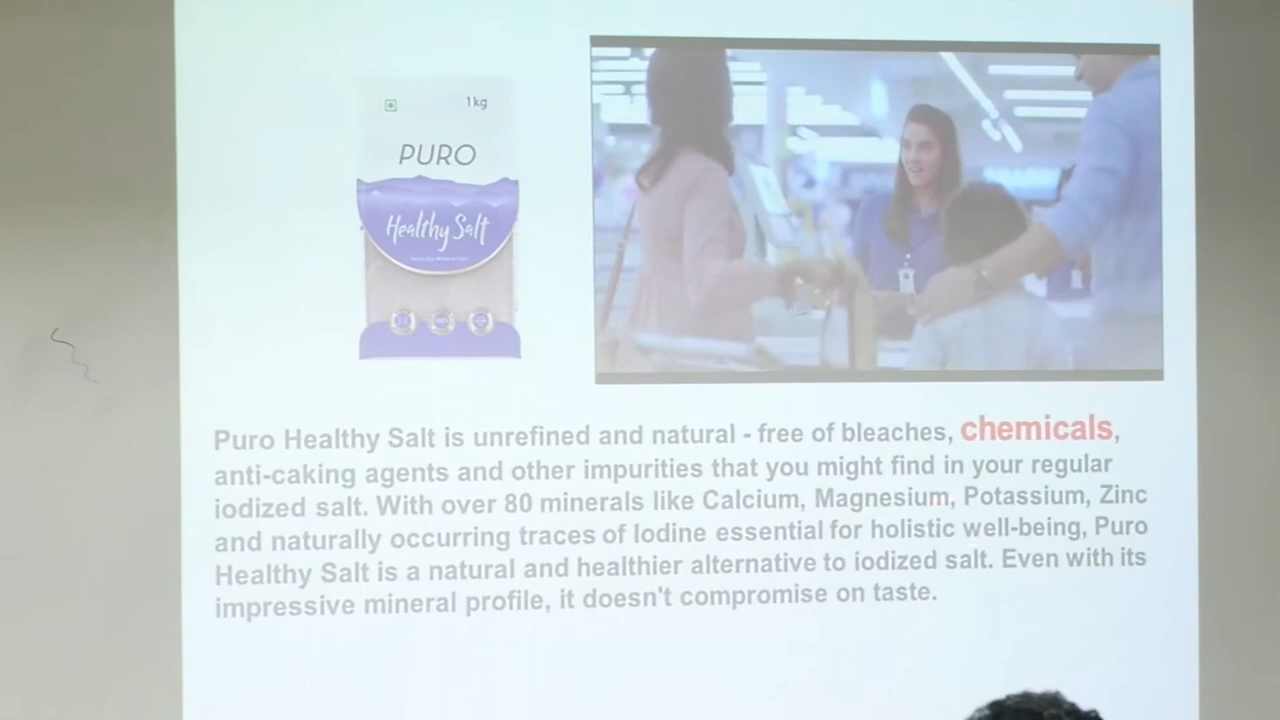 1kg
PURO
Healthy Salt
Puro Healthy Salt is unrefined and natural - free of bleaches, chemicals,
anti-caking agents and other impurities that you might find in your regular
iodized salt. With over 80 minerals like Calcium, Magnesium, Potassium, Zinc
and naturally occurring traces of Iodine essential for holistic well-being, Puro
Healthy Salt is a natural and healthier alternative to iodized salt. Even with its
impressive mineral profile, it doesn't compromise on taste.